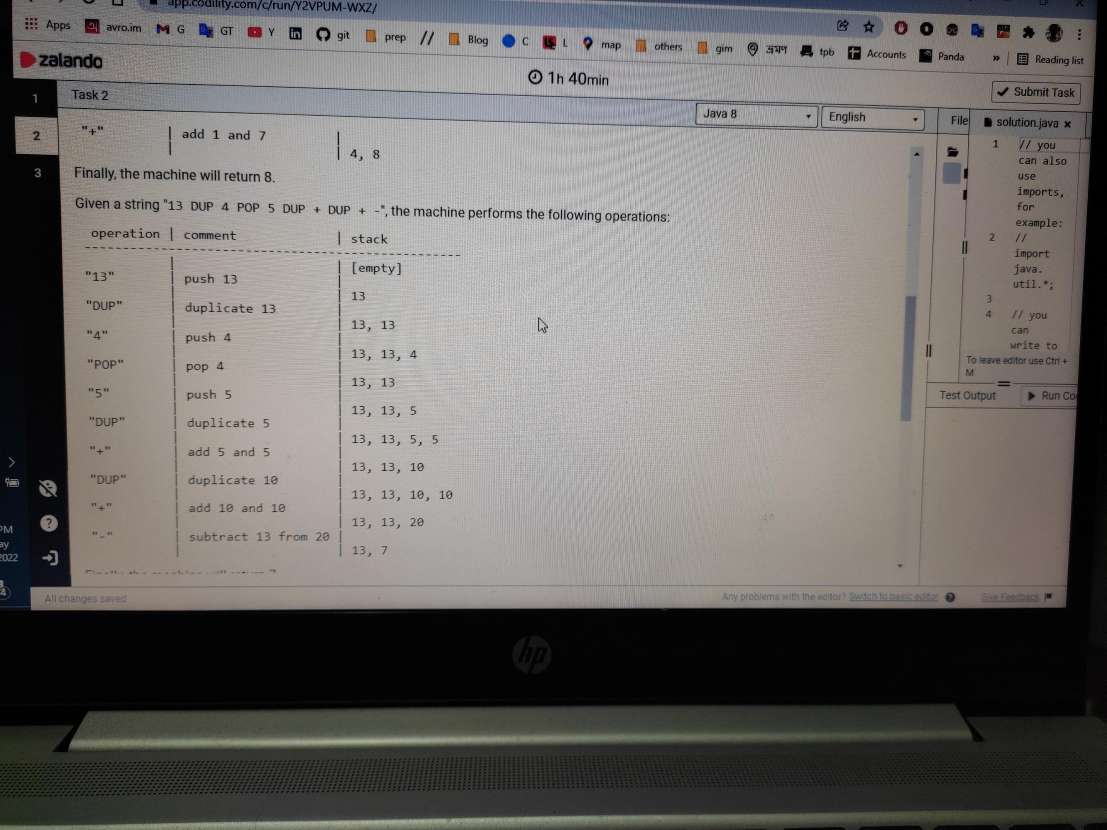 app.codility.com/c/run/Y2VPUM-WXZ/
Apps avro.im G GT Y git prep // Blog C L map others gim ভ্রমণ tpb Accounts Panda » Reading list
zalando
1h 40min
Submit Task
1 Task 2
Java 8 English
File solution.java x
2
3
"+" | add 1 and 7 |
4, 8
Finally, the machine will return 8.
Given a string "13 DUP 4 POP 5 DUP + DUP + -", the machine performs the following operations:
operation | comment | stack
[empty]
"13" | push 13
13
"DUP" | duplicate 13
13, 13
"4" | push 4
13, 13, 4
"POP" | pop 4
13, 13
"5" | push 5
13, 13, 5
"DUP" | duplicate 5
13, 13, 5, 5
"+" | add 5 and 5
13, 13, 10
"DUP" | duplicate 10
13, 13, 10, 10
"+" | add 10 and 10
13, 13, 20
"-" | subtract 13 from 20
13, 7
1 // you
can also
use
imports,
for
example:
2 //
import
java.
util.*;
3
4 // you
can
write to
To leave editor use Ctrl +
M
Test Output Run Co
PM
ay
2022
All changes saved
Any problems with the editor? Switch to basic editor
Give Feedback
hp